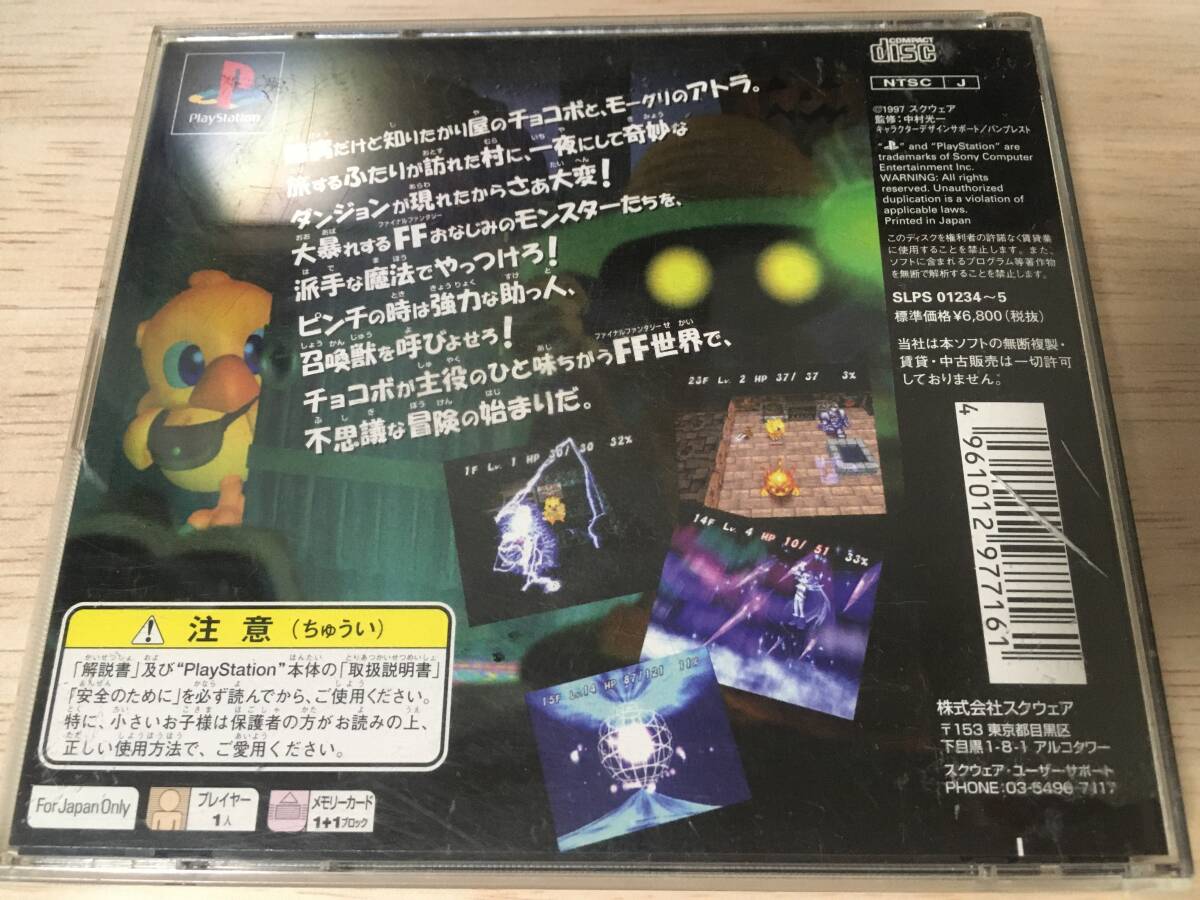 PlayStation
臆病だけど知りたがり屋のチョコボと、モーグリのアトラ。
旅するふたりが訪れた村に、一夜にして奇妙な
ダンジョンが現れたからさあ大変！
大暴れするFFおなじみのモンスターたちを、
派手な魔法でやっつけろ！
ピンチの時は強力な助っ人、
召喚獣を呼びよせろ！
チョコボが主役のひと味ちがうFF世界で、
不思議な冒険の始まりだ。
1F Lv. 1 HP 30/ 30 32%
23F Lv. 2 HP 37/ 37 3%
14F Lv. 4 HP 10/ 51 33%
15F Lv.14 HP 87/121 11%
注意（ちゅうい）
「解説書」及び“PlayStation”本体の「取扱説明書」
「安全のために」を必ず読んでから、ご使用ください。
特に、小さいお子様は保護者の方がお読みの上、
正しい使用方法で、ご愛用ください。
For Japan Only
プレイヤー
1人
メモリーカード
1+1ブロック
COMPACT
disc
NTSC J
©1997 スクウェア
監修：中村光一
キャラクターデザインサポート／バンプレスト
“PS” and “PlayStation” are
trademarks of Sony Computer
Entertainment Inc.
WARNING: All rights
reserved. Unauthorized
duplication is a violation of
applicable laws.
Printed in Japan
このディスクを権利者の許諾なく賃貸業
に使用することを禁止します。また、
ソフトに含まれるプログラム等著作物
を無断で解析することを禁止します。
SLPS 01234～5
標準価格¥6,800（税抜）
当社は本ソフトの無断複製・
賃貸・中古販売は一切許可
しておりません。
4961012977161
株式会社スクウェア
〒153 東京都目黒区
下目黒1-8-1 アルコタワー
スクウェア・ユーザーサポート
PHONE: 03-5496-7117